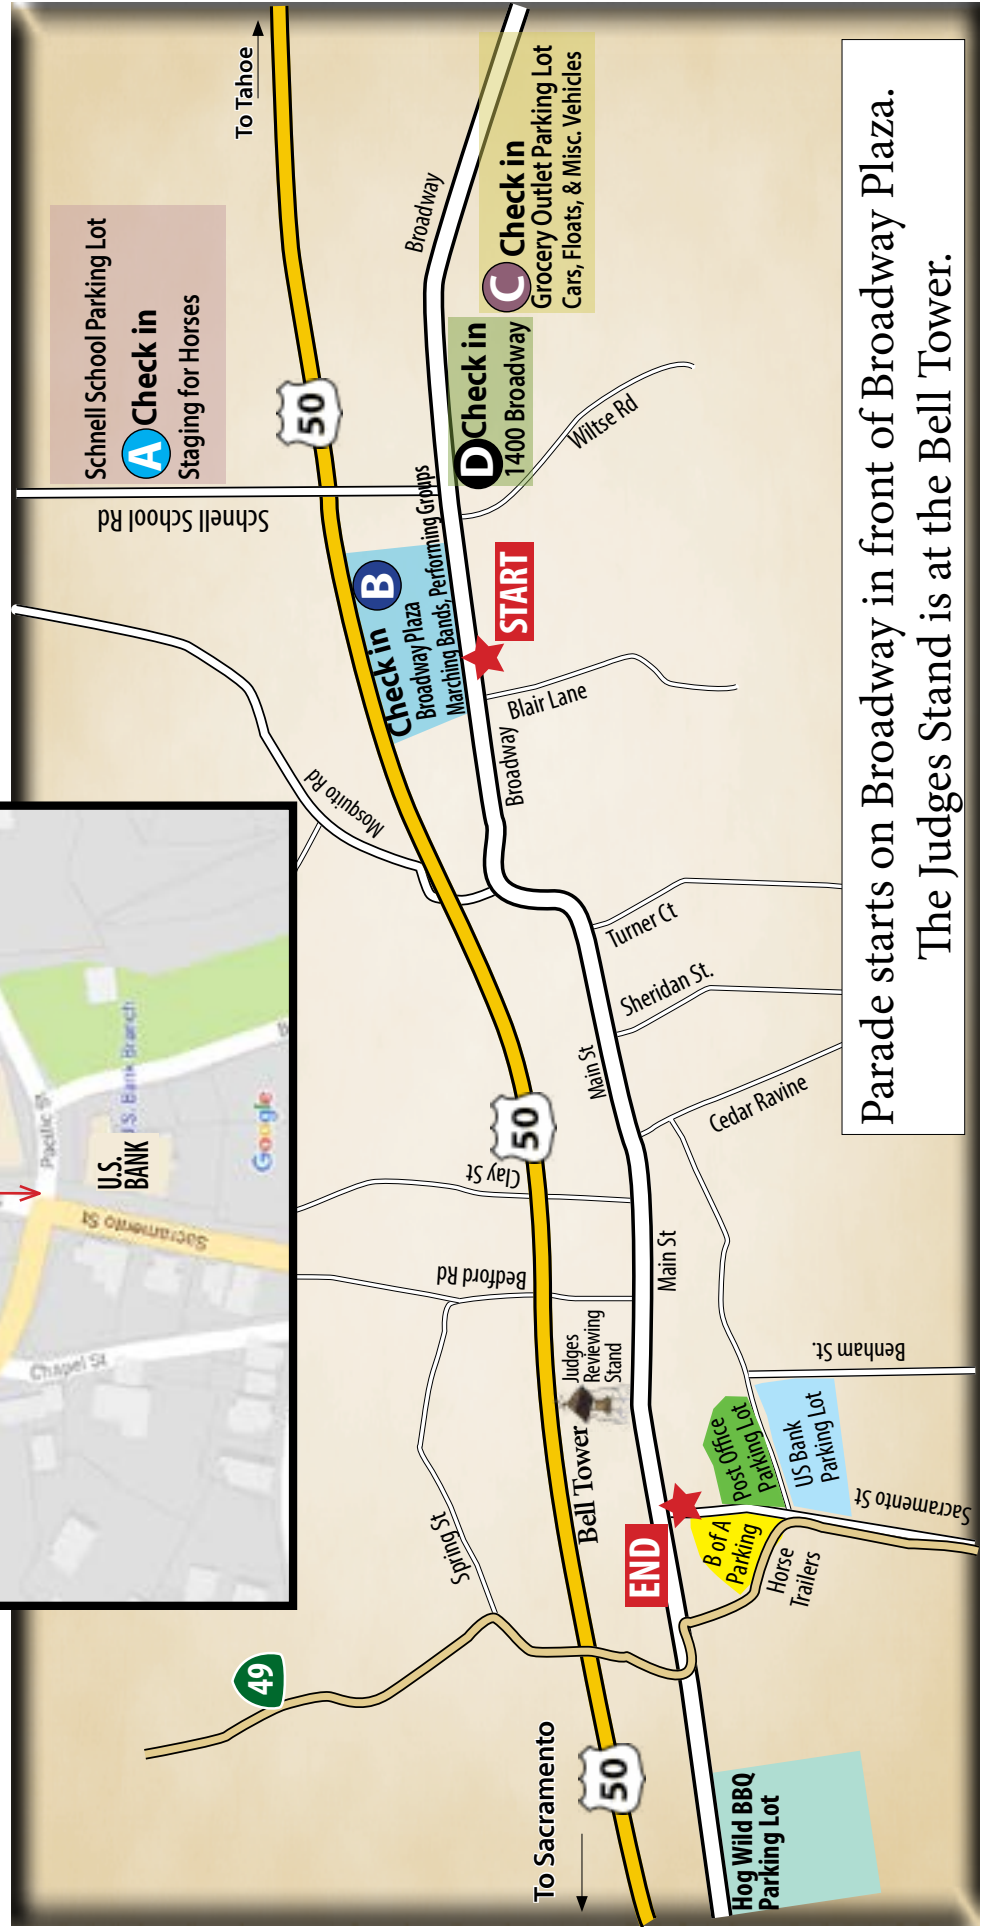 To Tahoe
Schnell School Parking Lot
A Check in
Staging for Horses
Schnell School Rd
50
Broadway
C Check in
Grocery Outlet Parking Lot
Cars, Floats, & Misc. Vehicles
D Check in
1400 Broadway
Wiltse Rd
Check in B
Broadway Plaza
Marching Bands, Performing Groups
START
Blair Lane
Broadway
Mosquito Rd
Turner Ct
Sheridan St.
Main St
Cedar Ravine
50
Clay St
Bedford Rd
Main St
Judges
Reviewing
Stand
Bell Tower
Spring St
Benham St.
Post Office
Parking Lot
US Bank
Parking Lot
Sacramento St
END
B of A
Parking
Horse
Trailers
49
To Sacramento
50
Hog Wild BBQ
Parking Lot
Pacific St
U.S. Bank Branch
U.S.
BANK
Google
Sacramento St
Chapel St
Parade starts on Broadway in front of Broadway Plaza.
The Judges Stand is at the Bell Tower.